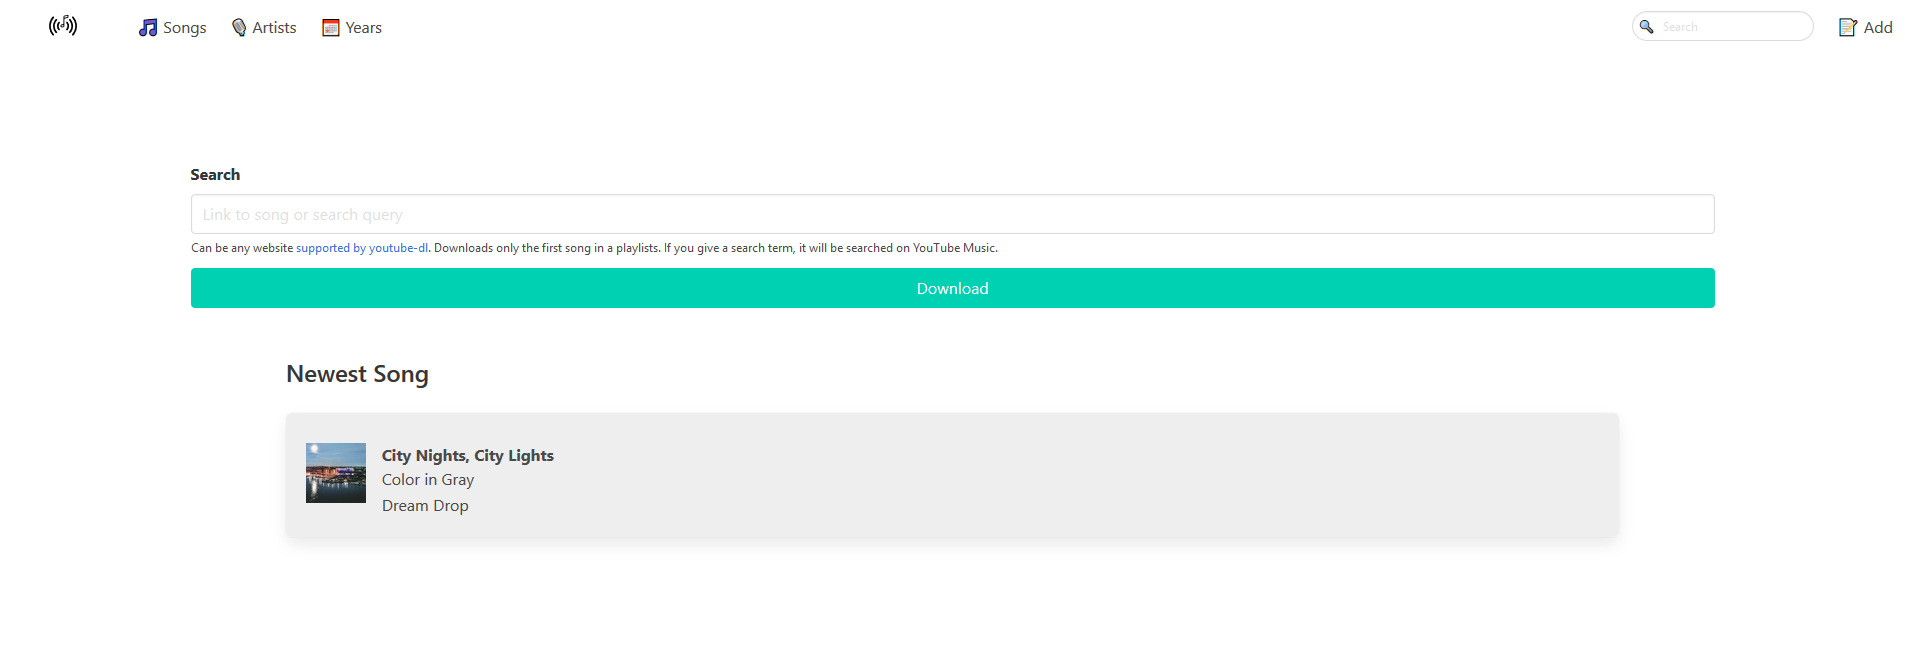 Songs Artists Years Search Add
Search
Link to song or search query
Can be any website supported by youtube-dl. Downloads only the first song in a playlists. If you give a search term, it will be searched on YouTube Music.
Download
Newest Song
City Nights, City Lights
Color in Gray
Dream Drop